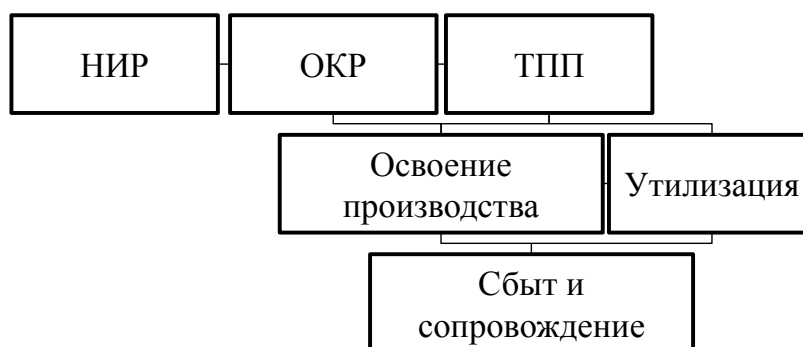 НИР
ОКР
ТПП
Освоение
производства
Утилизация
Сбыт и
сопровождение